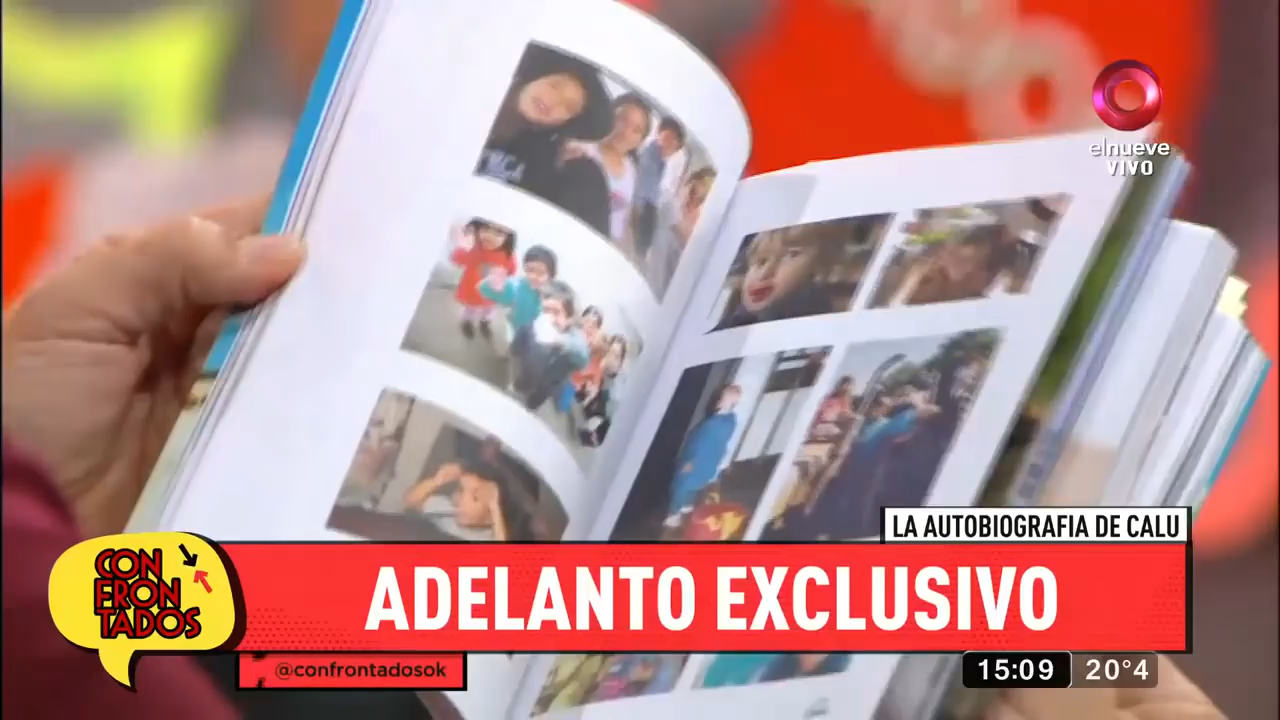 elnueve
VIVO
LA AUTOBIOGRAFIA DE CALU
CON
FRON
TADOS
ADELANTO EXCLUSIVO
@confrontadosok
15:09 20°4